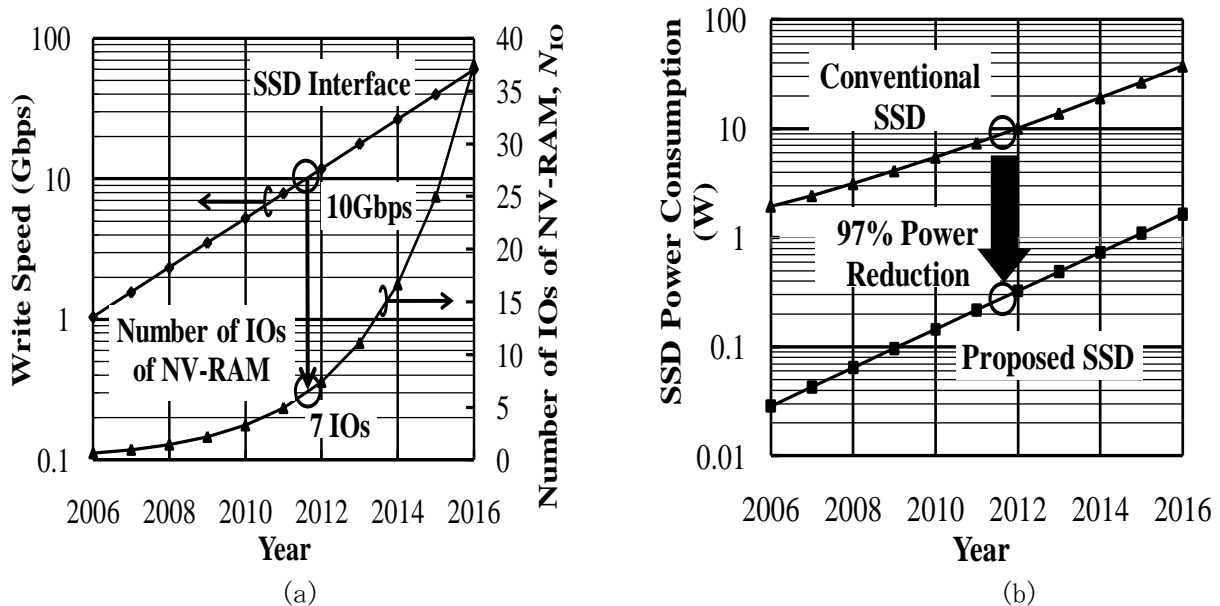 Write Speed (Gbps)
100
10
1
0.1
SSD Interface
10Gbps
Number of IOs
of NV-RAM
7 IOs
40
35
30
25
20
15
10
5
0
Number of IOs of NV-RAM, N_IO
2006 2008 2010 2012 2014 2016
Year
(a)
SSD Power Consumption
(W)
100
10
1
0.1
0.01
Conventional
SSD
97% Power
Reduction
Proposed SSD
2006 2008 2010 2012 2014 2016
Year
(b)